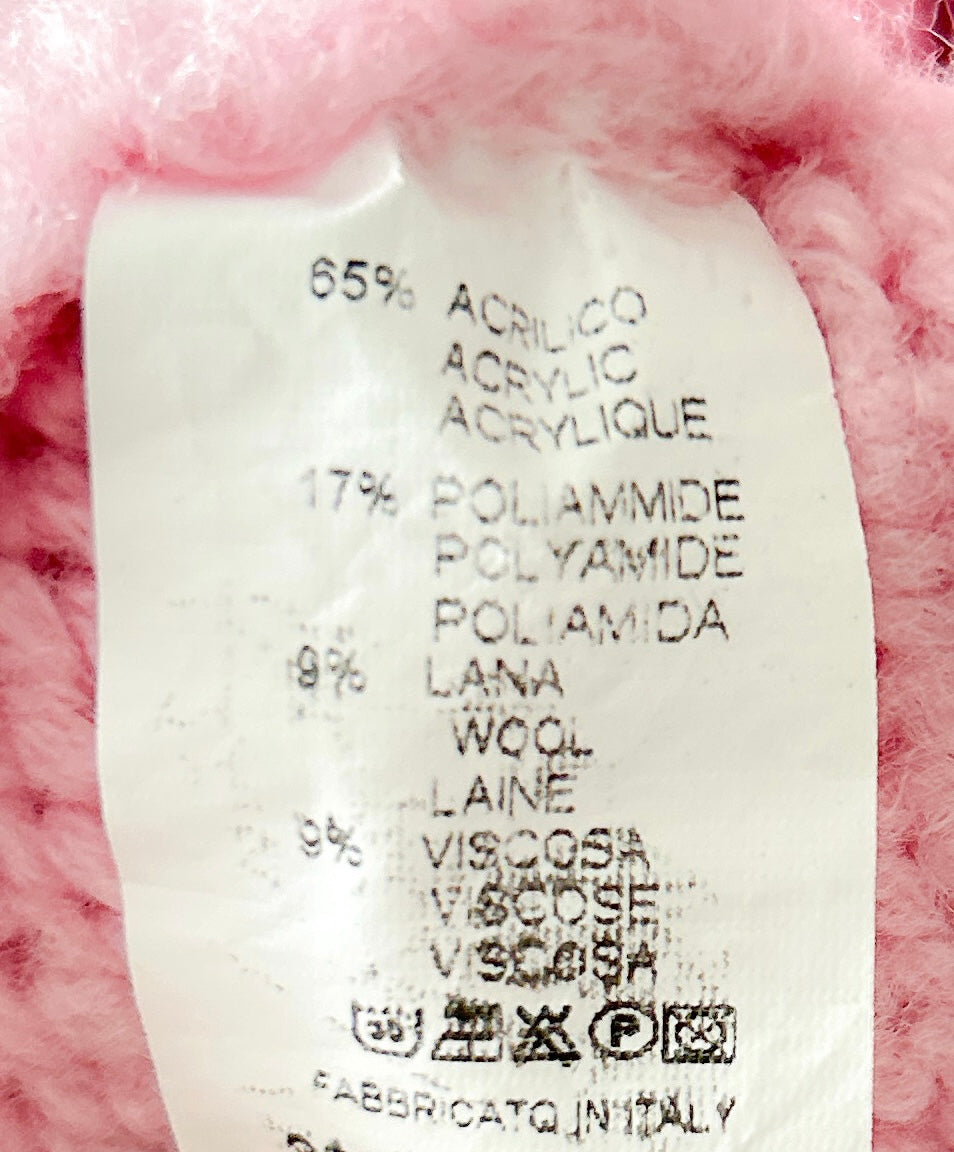 65% ACRILICO
ACRYLIC
ACRYLIQUE
17% POLIAMMIDE
POLYAMIDE
POLIAMIDA
9% LANA
WOOL
LAINE
9% VISCOSA
VISCOSE
VISCOSA
30 P
FABBRICATO IN ITALY